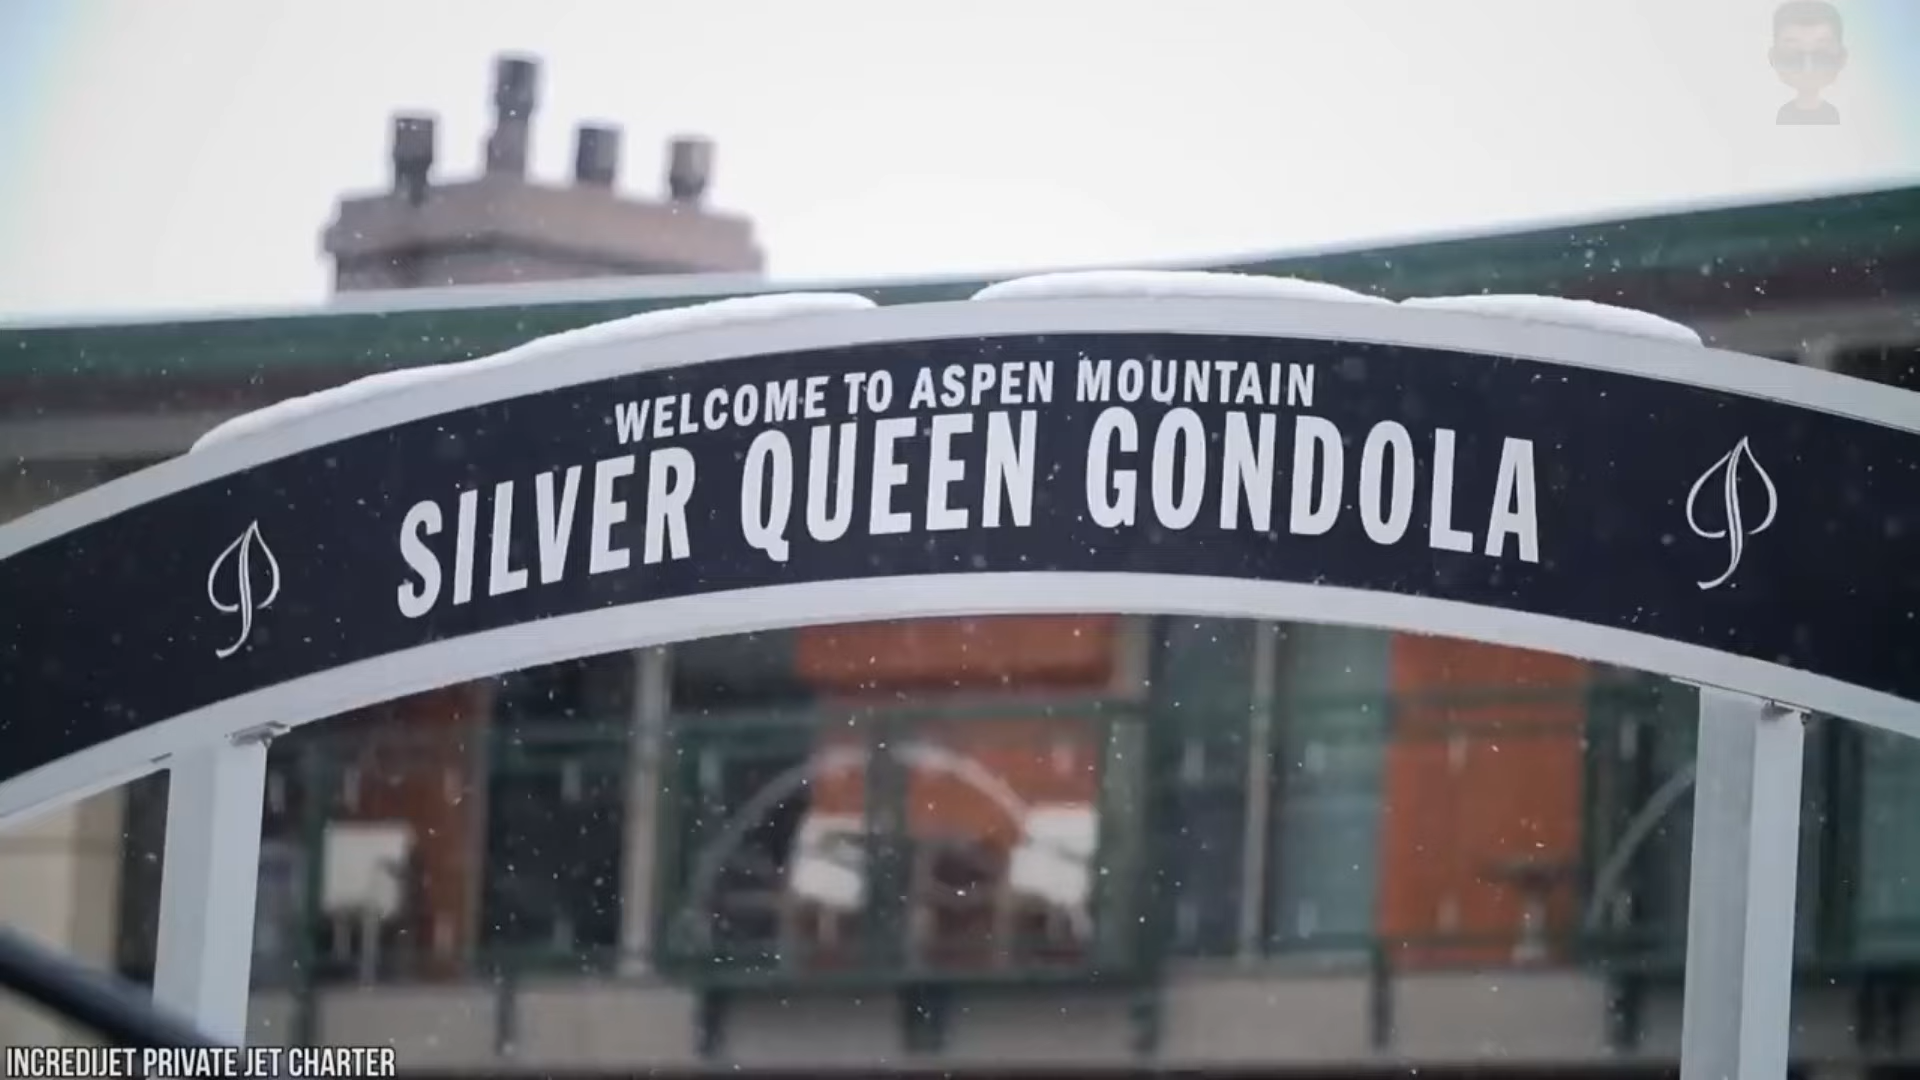 WELCOME TO ASPEN MOUNTAIN
SILVER QUEEN GONDOLA
INCREDIJET PRIVATE JET CHARTER